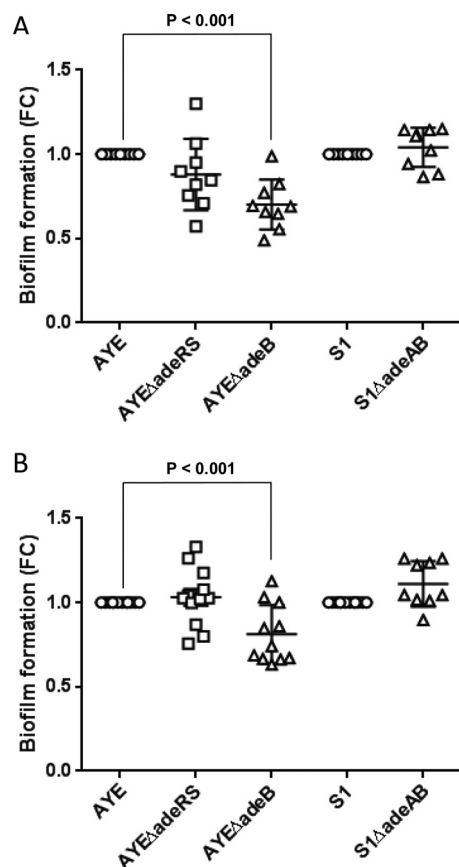 A
P < 0.001
Biofilm formation (FC)
1.5
1.0
0.5
0.0
AYE
AYEΔadeRS
AYEΔadeB
S1
S1ΔadeAB
B
P < 0.001
Biofilm formation (FC)
1.5
1.0
0.5
0.0
AYE
AYEΔadeRS
AYEΔadeB
S1
S1ΔadeAB